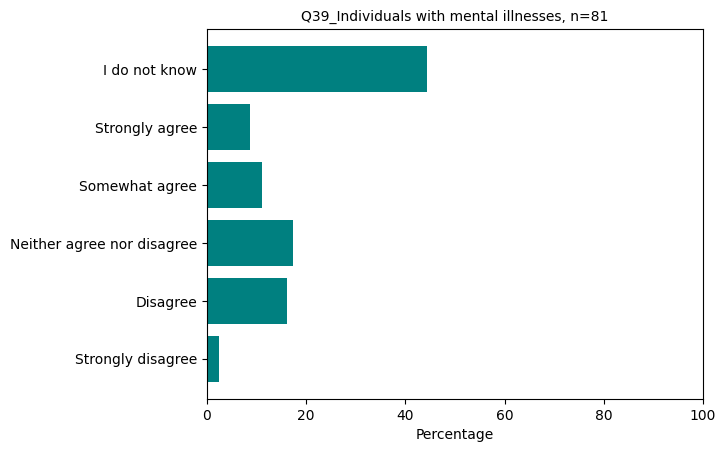 Q39_Individuals with mental illnesses, n=81
I do not know
Strongly agree
Somewhat agree
Neither agree nor disagree
Disagree
Strongly disagree
0 20 40 60 80 100
Percentage